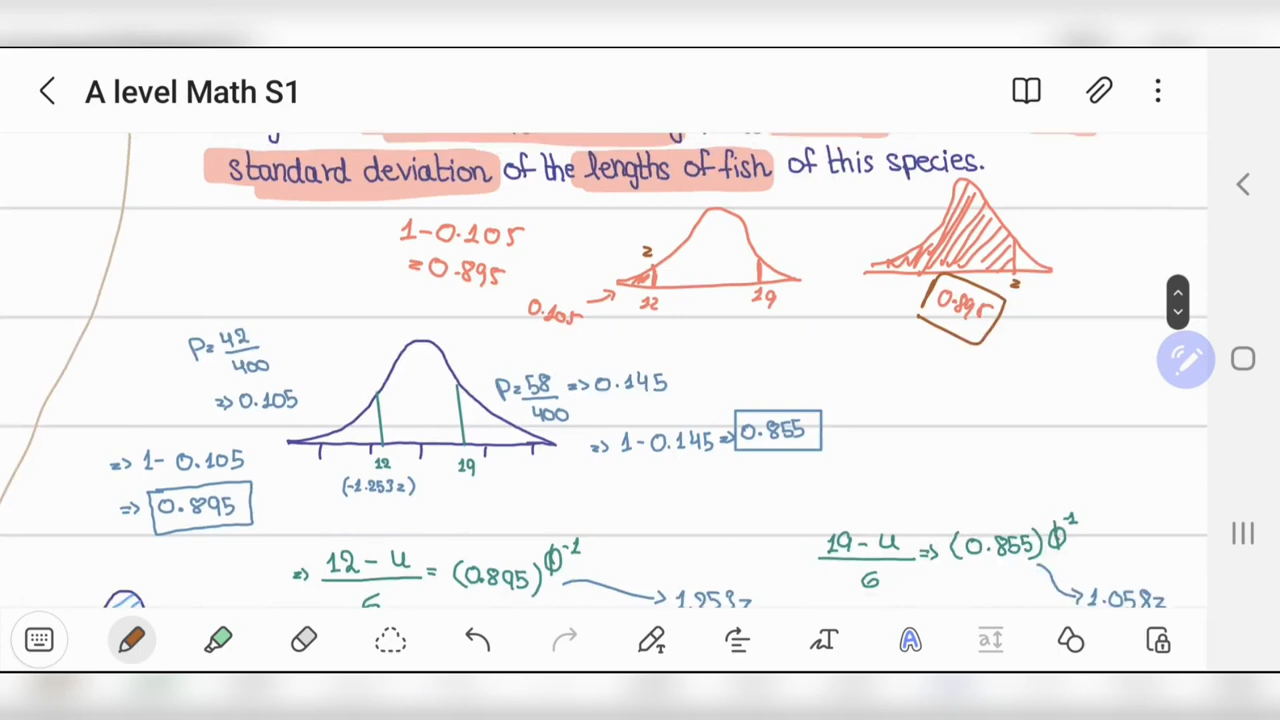 A level Math S1
standard deviation of the lengths of fish of this species.
1-0.105
=0.895
z
12
19
0.105
z
0.895
P=42/400
=> 0.105
=> 1- 0.105
=> 0.895
12
(-1.253z)
19
P=58/400 => 0.145
=> 1-0.145 => 0.855
=> 12-u/6 = (0.895)ϕ-1
1.253z
19-u/6 => (0.855)ϕ-1
1.058z